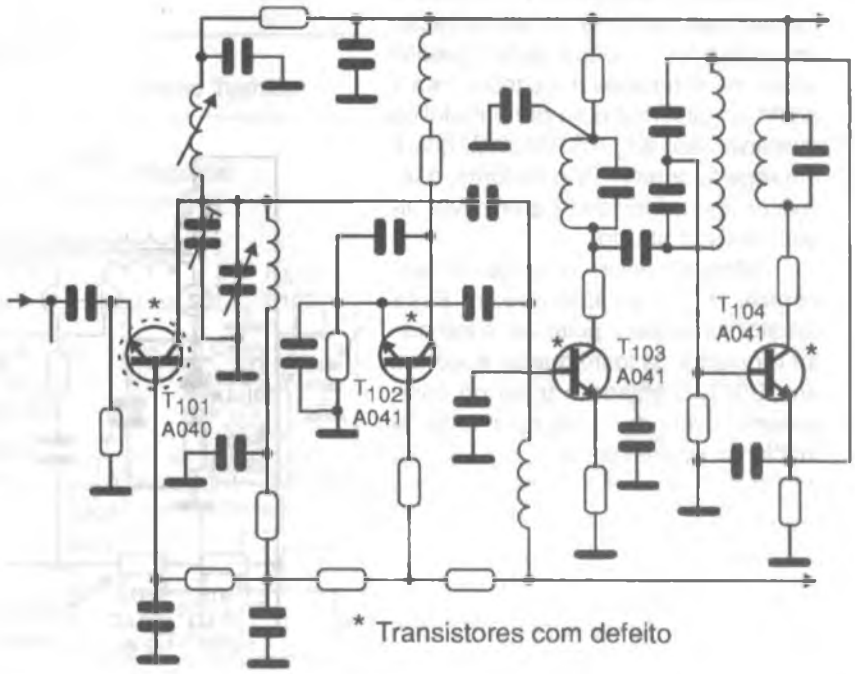 *
T101
A040
*
T102
A041
*
T103
A041
T104
A041
*
* Transistores com defeito